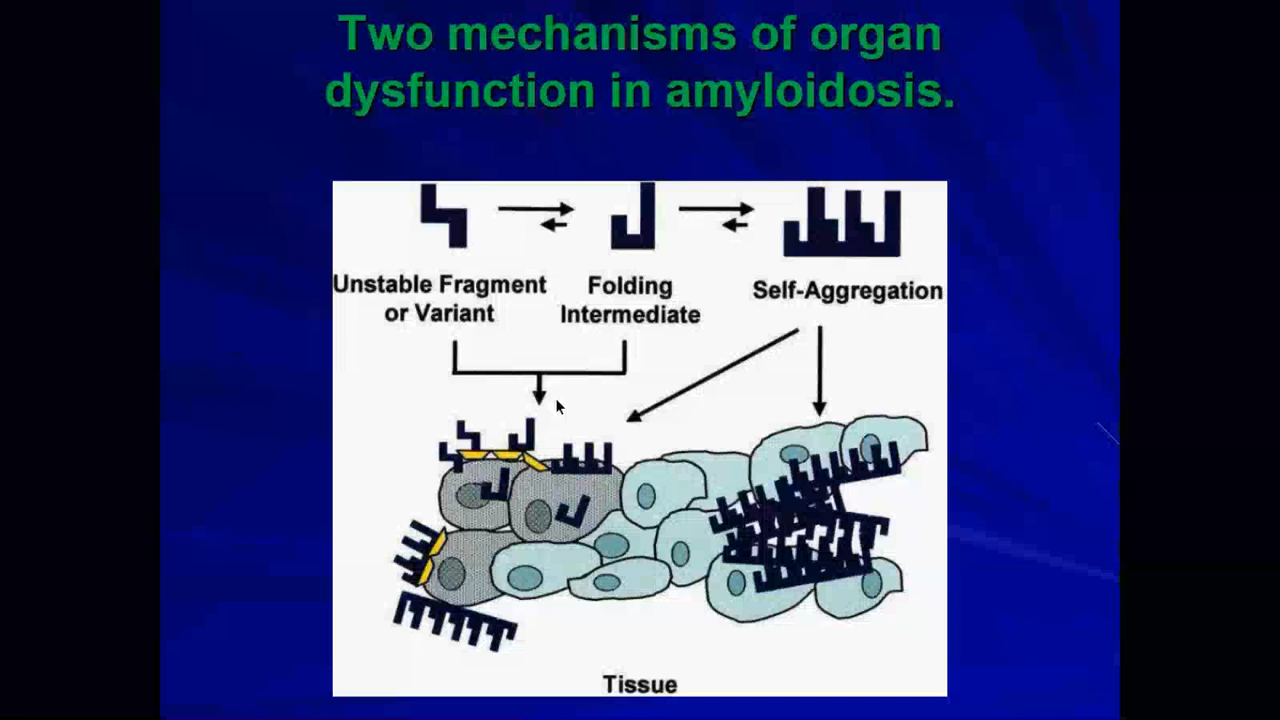 Two mechanisms of organ
dysfunction in amyloidosis.
Unstable Fragment
or Variant
Folding
Intermediate
Self-Aggregation
Tissue